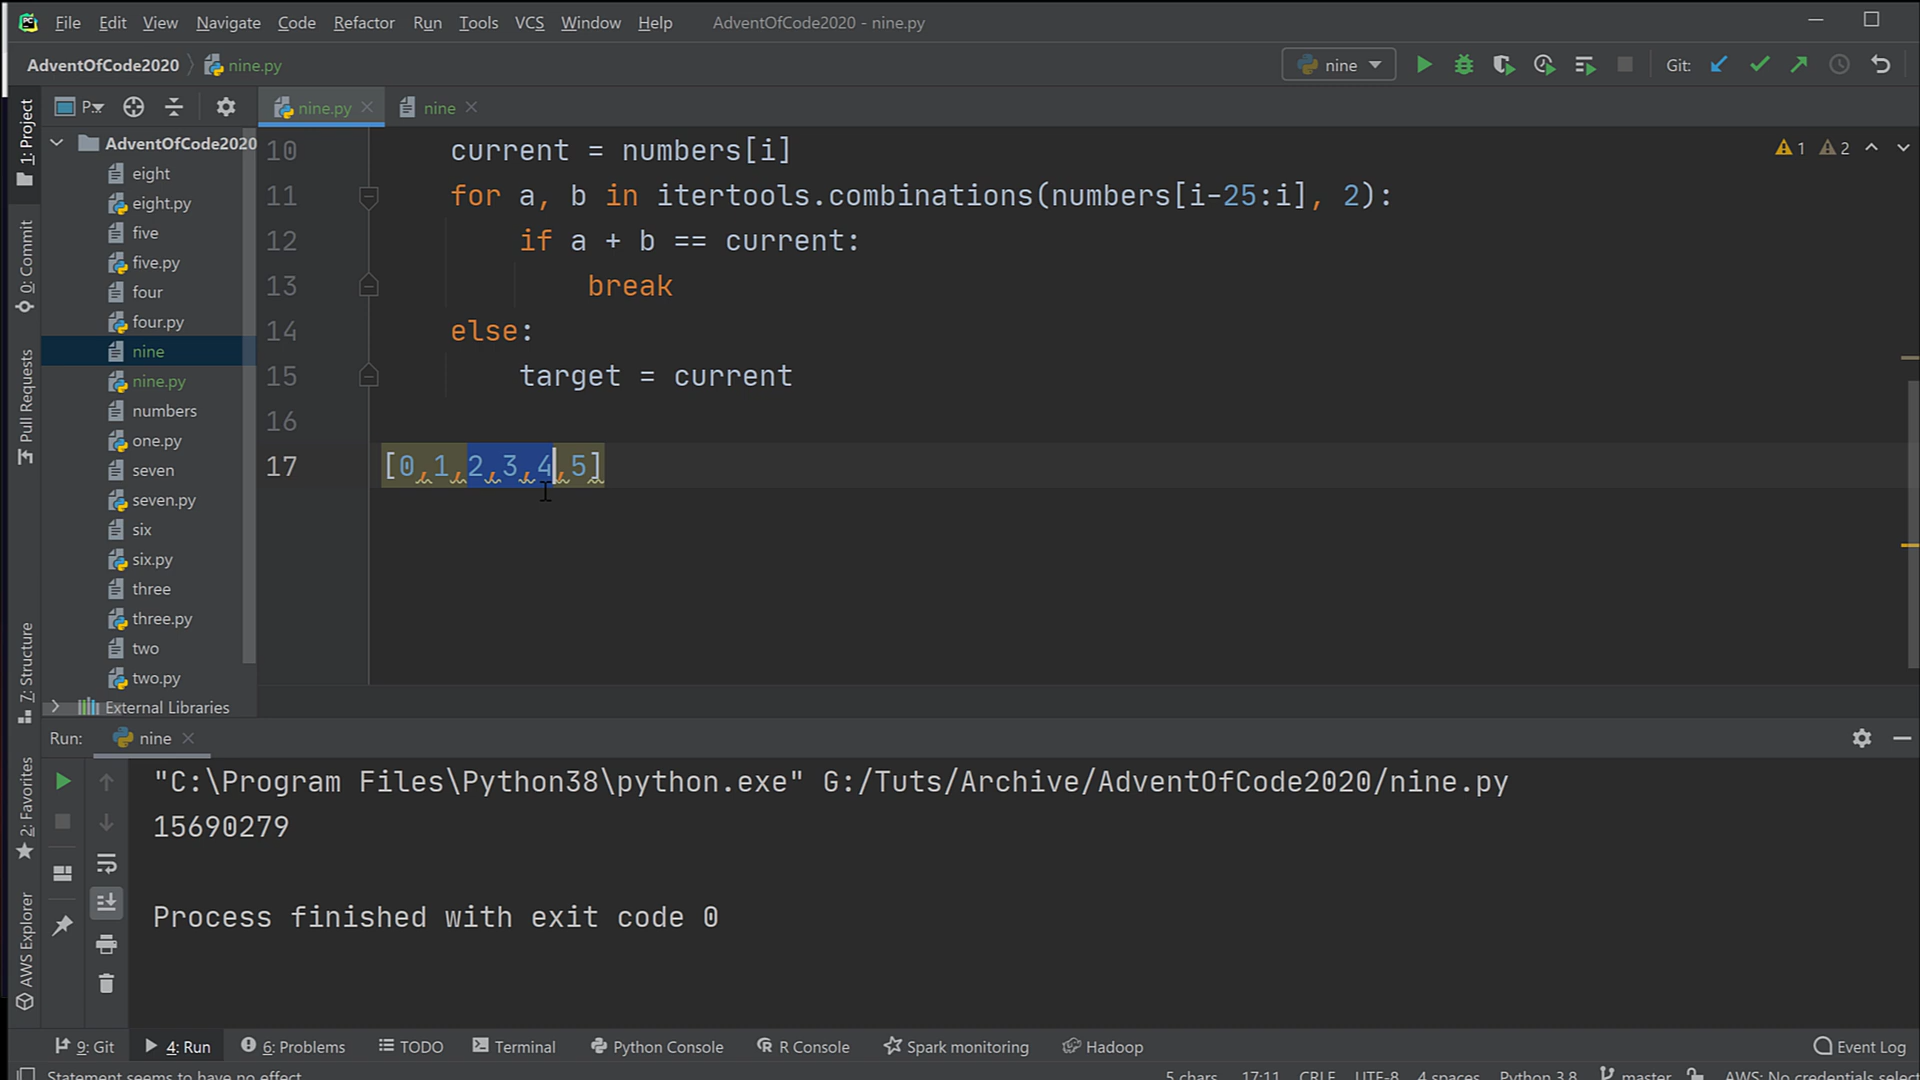 File Edit View Navigate Code Refactor Run Tools VCS Window Help AdventOfCode2020 - nine.py
AdventOfCode2020 nine.py nine Git:
P... nine.py nine
1: Project
0: Commit
Pull Requests
7: Structure
2: Favorites
AWS Explorer
AdventOfCode2020
eight
eight.py
five
five.py
four
four.py
nine
nine.py
numbers
one.py
seven
seven.py
six
six.py
three
three.py
two
two.py
External Libraries
1 2
10 current = numbers[i]
11 for a, b in itertools.combinations(numbers[i-25:i], 2):
12 if a + b == current:
13 break
14 else:
15 target = current
16
17 [0,1,2,3,4,5]
Run: nine
"C:\Program Files\Python38\python.exe" G:/Tuts/Archive/AdventOfCode2020/nine.py
15690279
Process finished with exit code 0
9: Git 4: Run 6: Problems TODO Terminal Python Console R Console Spark monitoring Hadoop Event Log
Statement seems to have no effect 5 chars 17:11 CRLF UTF-8 4 spaces Python 3.8 master AWS: No credentials select